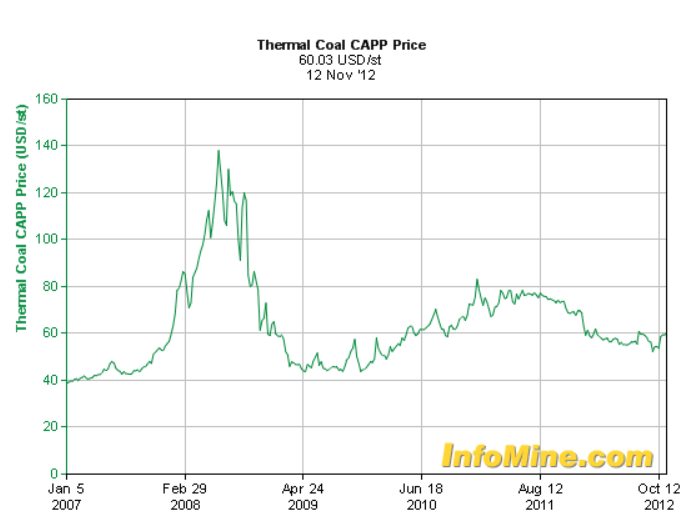 Thermal Coal CAPP Price
60.03 USD/st
12 Nov '12
Thermal Coal CAPP Price (USD/st)
160
140
120
100
80
60
40
20
0
InfoMine.com
Jan 5 Feb 29 Apr 24 Jun 18 Aug 12 Oct 12
2007 2008 2009 2010 2011 2012